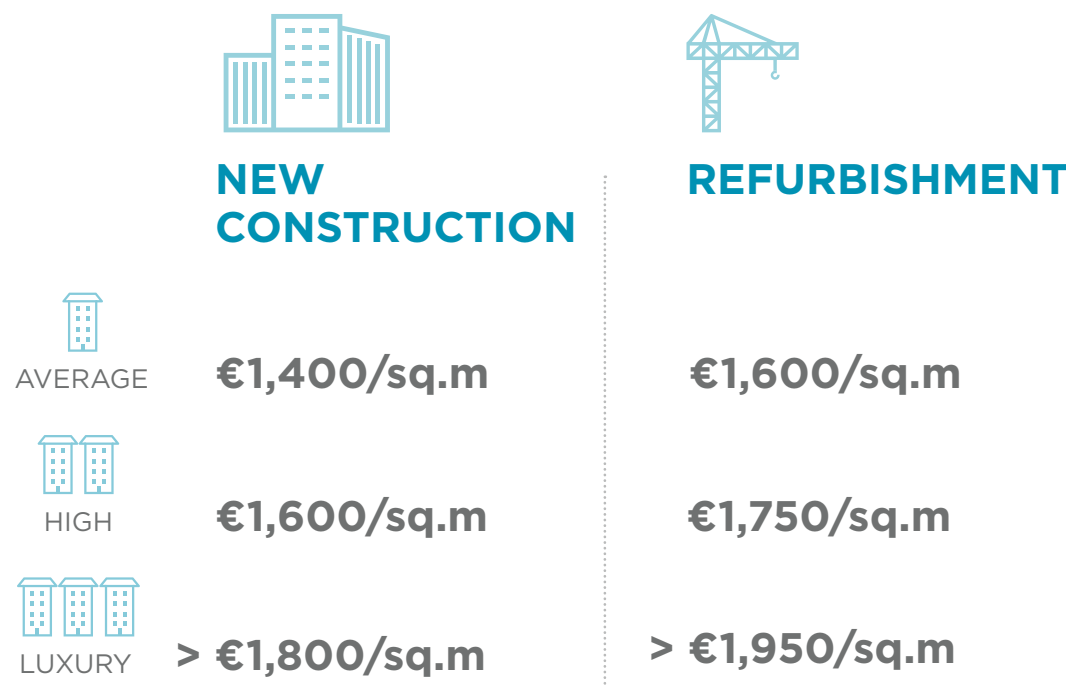 NEW
CONSTRUCTION
REFURBISHMENT
AVERAGE
€1,400/sq.m
€1,600/sq.m
HIGH
€1,600/sq.m
€1,750/sq.m
LUXURY
> €1,800/sq.m
> €1,950/sq.m